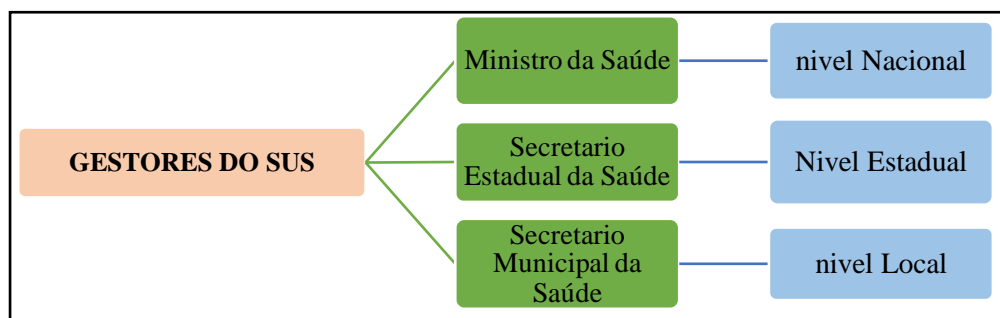 GESTORES DO SUS
Ministro da Saúde
nivel Nacional
Secretario
Estadual da Saúde
Nivel Estadual
Secretario
Municipal da
Saúde
nivel Local